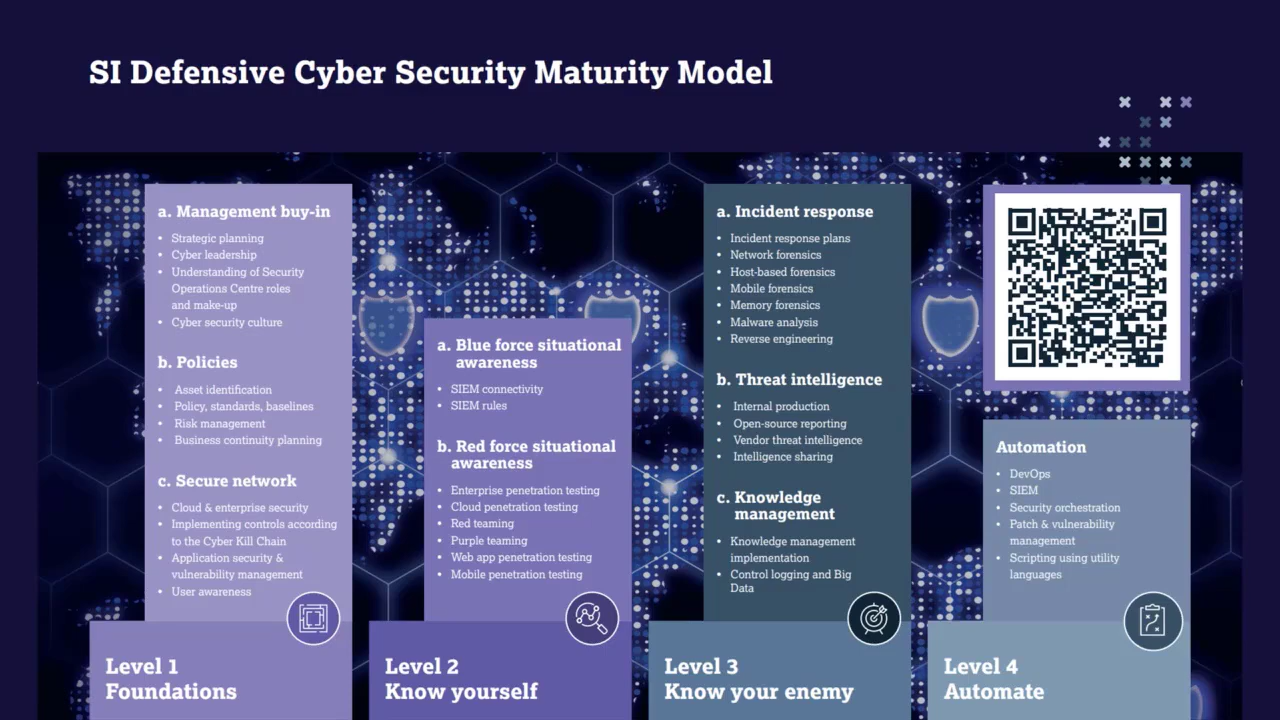 SI Defensive Cyber Security Maturity Model
a. Management buy-in
• Strategic planning
• Cyber leadership
• Understanding of Security
Operations Centre roles
and make-up
• Cyber security culture
b. Policies
• Asset identification
• Policy, standards, baselines
• Risk management
• Business continuity planning
c. Secure network
• Cloud & enterprise security
• Implementing controls according
to the Cyber Kill Chain
• Application security &
vulnerability management
• User awareness
Level 1
Foundations
a. Blue force situational
awareness
• SIEM connectivity
• SIEM rules
b. Red force situational
awareness
• Enterprise penetration testing
• Cloud penetration testing
• Red teaming
• Purple teaming
• Web app penetration testing
• Mobile penetration testing
Level 2
Know yourself
a. Incident response
• Incident response plans
• Network forensics
• Host-based forensics
• Mobile forensics
• Memory forensics
• Malware analysis
• Reverse engineering
b. Threat intelligence
• Internal production
• Open-source reporting
• Vendor threat intelligence
• Intelligence sharing
c. Knowledge
management
• Knowledge management
implementation
• Control logging and Big
Data
Level 3
Know your enemy
Automation
• DevOps
• SIEM
• Security orchestration
• Patch & vulnerability
management
• Scripting using utility
languages
Level 4
Automate